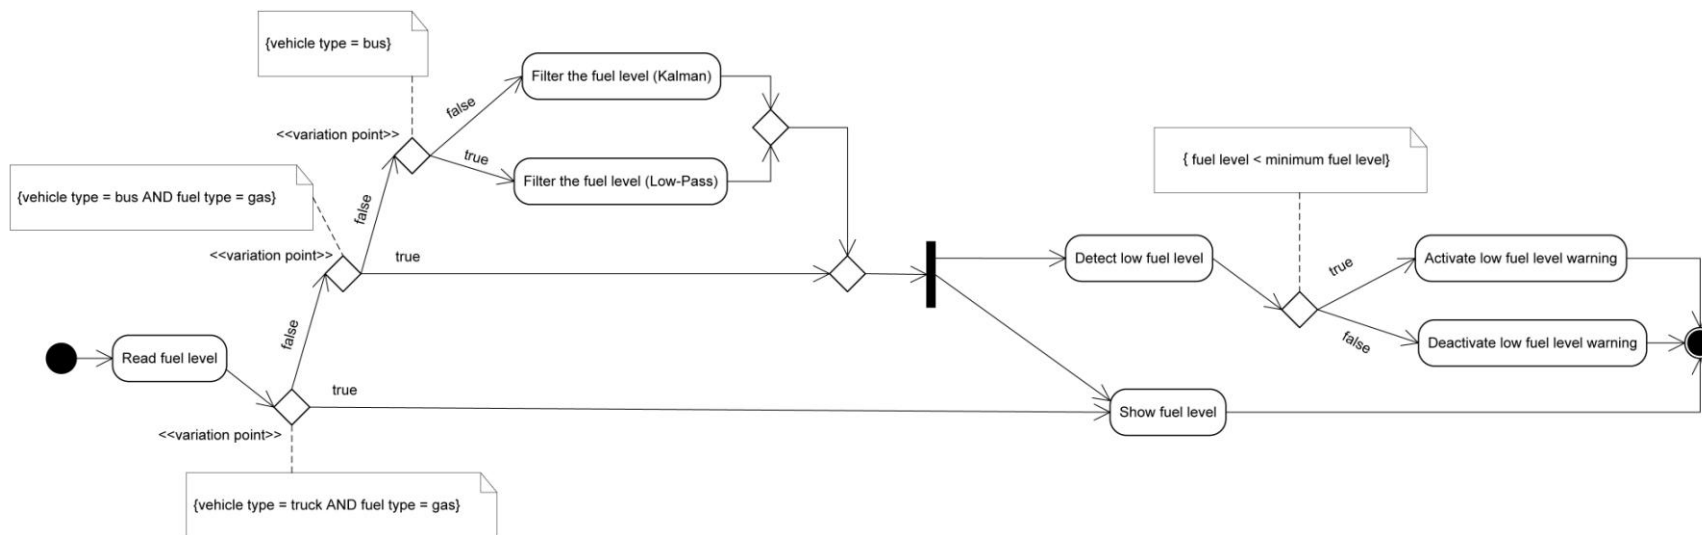 {vehicle type = bus}
Filter the fuel level (Kalman)
false
<<variation point>>
true
Filter the fuel level (Low-Pass)
{ fuel level < minimum fuel level}
{vehicle type = bus AND fuel type = gas}
false
<<variation point>>
true
Detect low fuel level
true
Activate low fuel level warning
false
Read fuel level
false
Deactivate low fuel level warning
true
Show fuel level
<<variation point>>
{vehicle type = truck AND fuel type = gas}